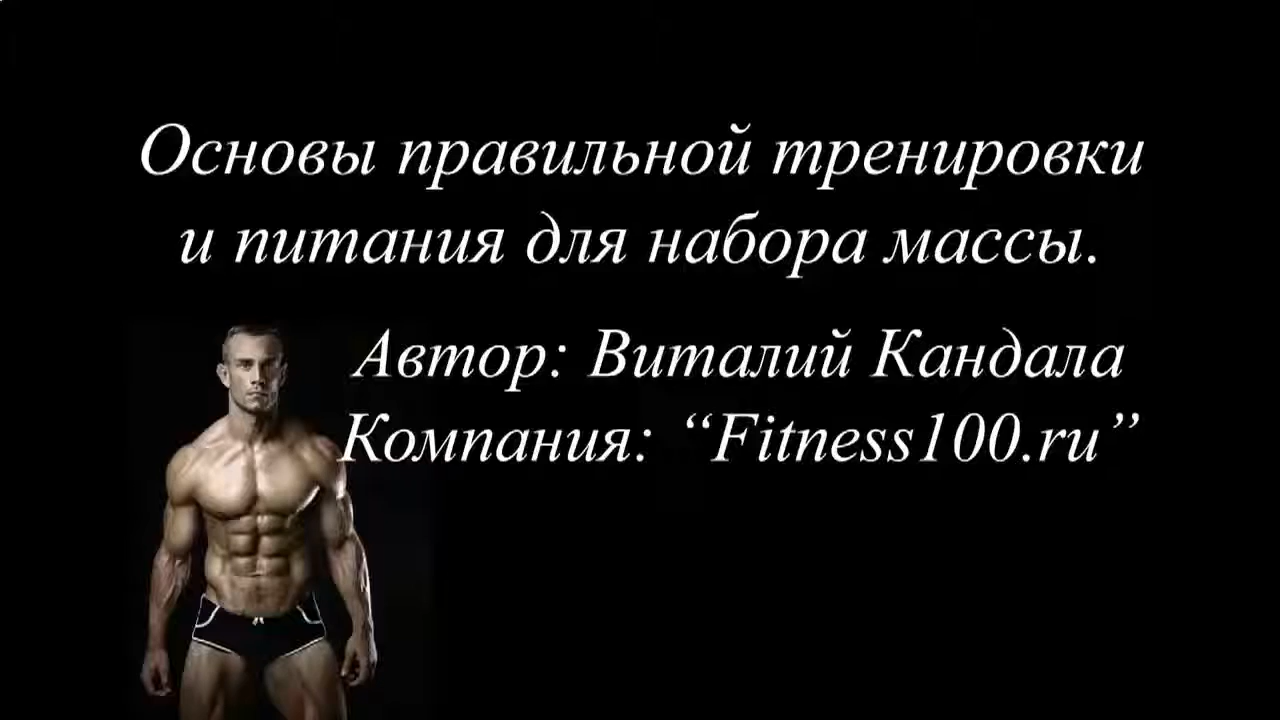 Основы правильной тренировки
и питания для набора массы.
Автор: Виталий Кандала
Компания: “Fitness100.ru”